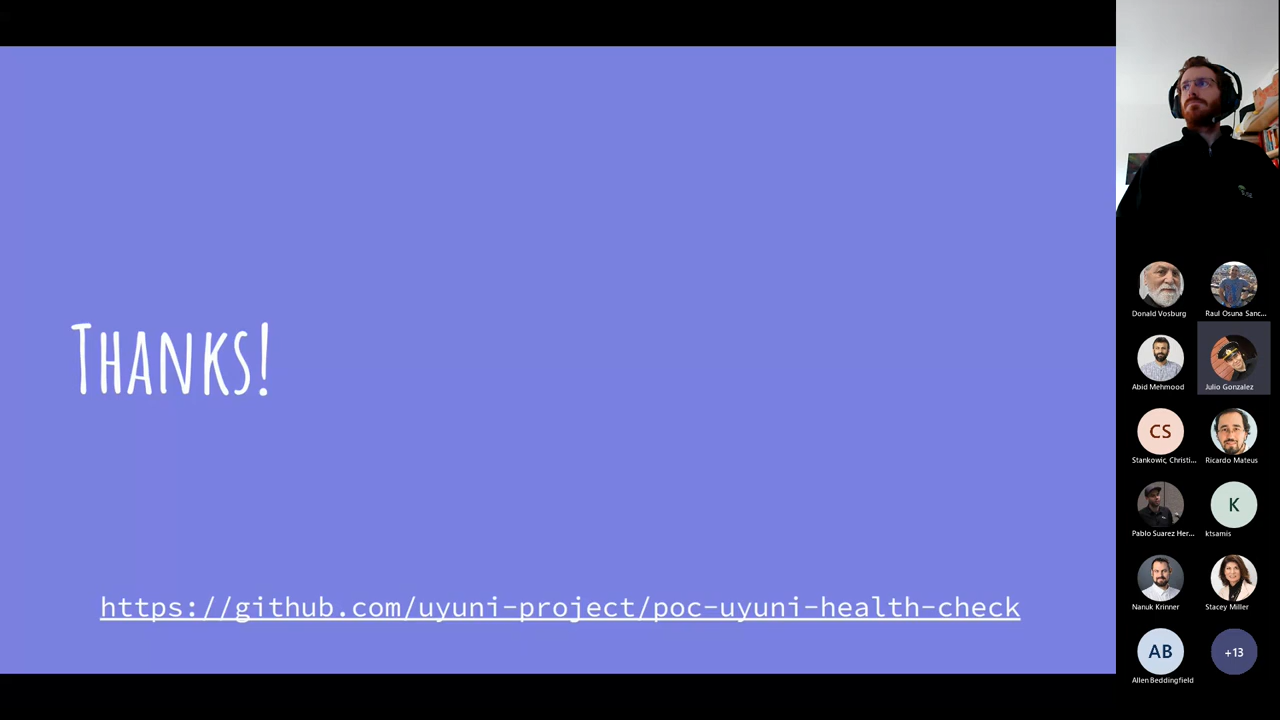 THANKS!
https://github.com/uyuni-project/poc-uyuni-health-check
Donald Vosburg
Raul Osuna Sanc...
Abid Mehmood
Julio Gonzalez
CS
Stankowic, Christi...
Ricardo Mateus
Pablo Suarez Her...
K
ktsamis
Nanuk Krinner
Stacey Miller
AB
Allen Beddingfield
+13